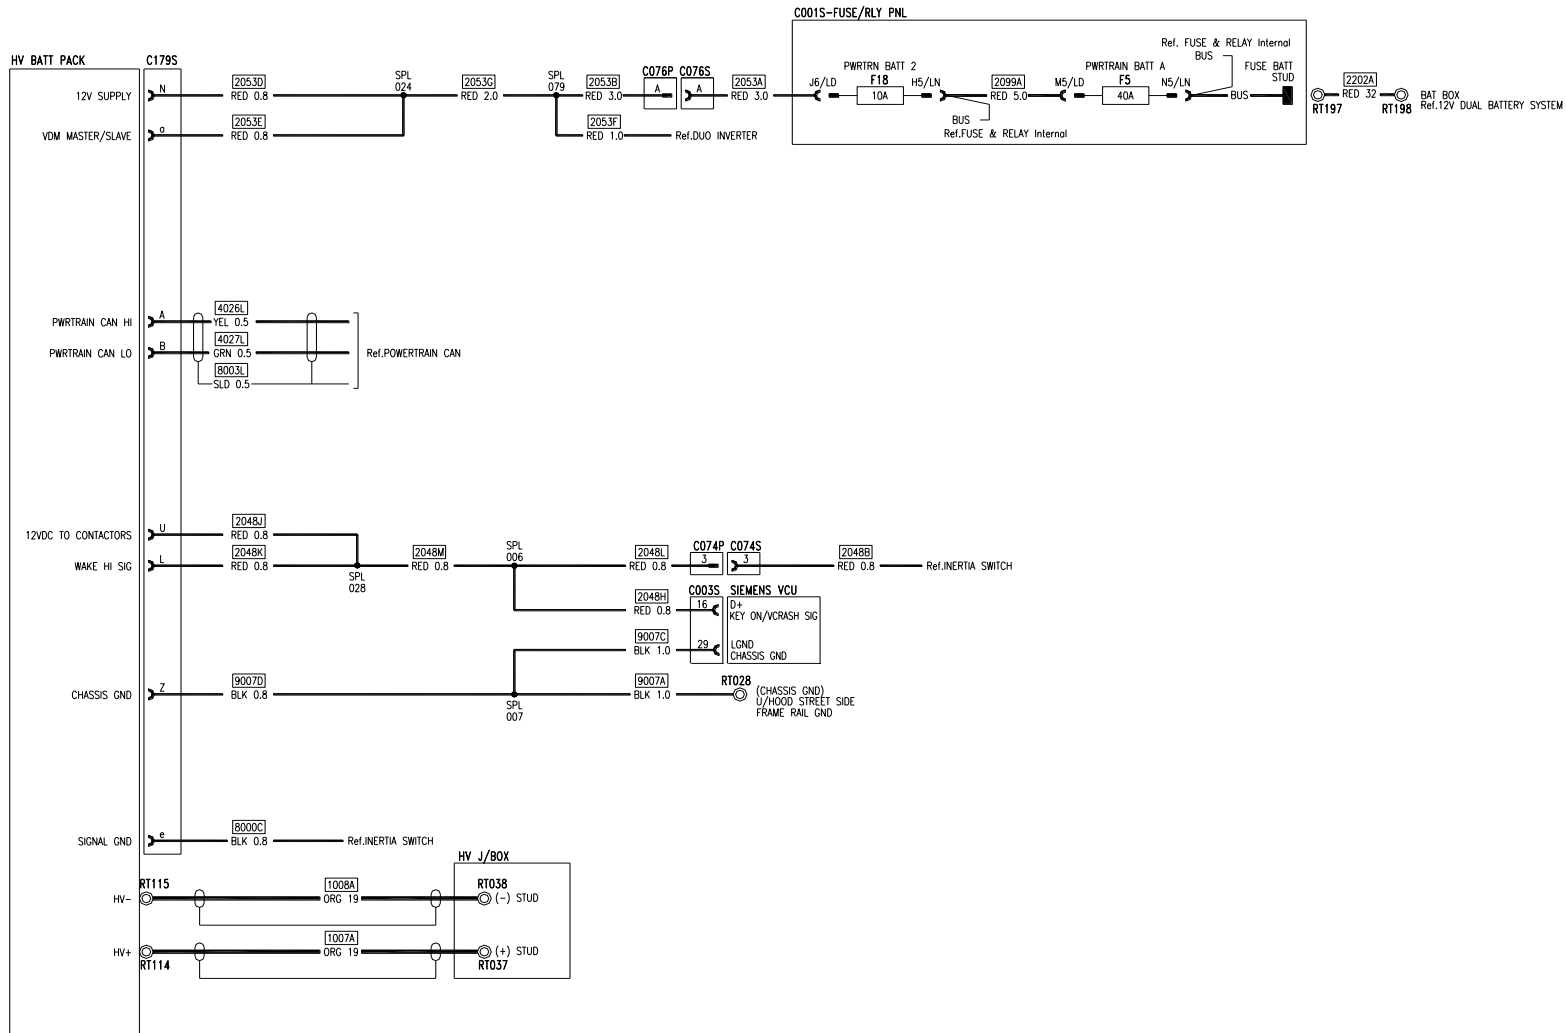 C001S-FUSE/RLY PNL
HV BATT PACK
C179S
12V SUPPLY
N
2053D
RED 0.8
SPL
024
2053G
RED 2.0
SPL
079
2053B
RED 3.0
C076P
A
C076S
A
2053A
RED 3.0
J6/LD
PWRTRN BATT 2
F18
10A
H5/LN
2099A
RED 5.0
BUS
Ref.FUSE & RELAY Internal
M5/LD
PWRTRAIN BATT A
F5
40A
N5/LN
Ref. FUSE & RELAY Internal
BUS
BUS
FUSE BATT
STUD
RT197
2202A
RED 32
RT198
BAT BOX
Ref.12V DUAL BATTERY SYSTEM
VDM MASTER/SLAVE
a
2053E
RED 0.8
2053F
RED 1.0
Ref.DUO INVERTER
PWRTRAIN CAN HI
A
4026L
YEL 0.5
PWRTRAIN CAN LO
B
4027L
GRN 0.5
8003L
SLD 0.5
Ref.POWERTRAIN CAN
12VDC TO CONTACTORS
U
2048J
RED 0.8
WAKE HI SIG
L
2048K
RED 0.8
SPL
028
2048M
RED 0.8
SPL
006
2048L
RED 0.8
C074P
3
C074S
3
2048B
RED 0.8
Ref.INERTIA SWITCH
2048H
RED 0.8
C003S
SIEMENS VCU
16
D+
KEY ON/VCRASH SIG
9007C
BLK 1.0
29
LGND
CHASSIS GND
CHASSIS GND
Z
9007D
BLK 0.8
SPL
007
9007A
BLK 1.0
RT028
(CHASSIS GND)
U/HOOD STREET SIDE
FRAME RAIL GND
SIGNAL GND
e
8000C
BLK 0.8
Ref.INERTIA SWITCH
HV J/BOX
HV-
RT115
1008A
ORG 19
RT038
(-) STUD
HV+
RT114
1007A
ORG 19
(+) STUD
RT037